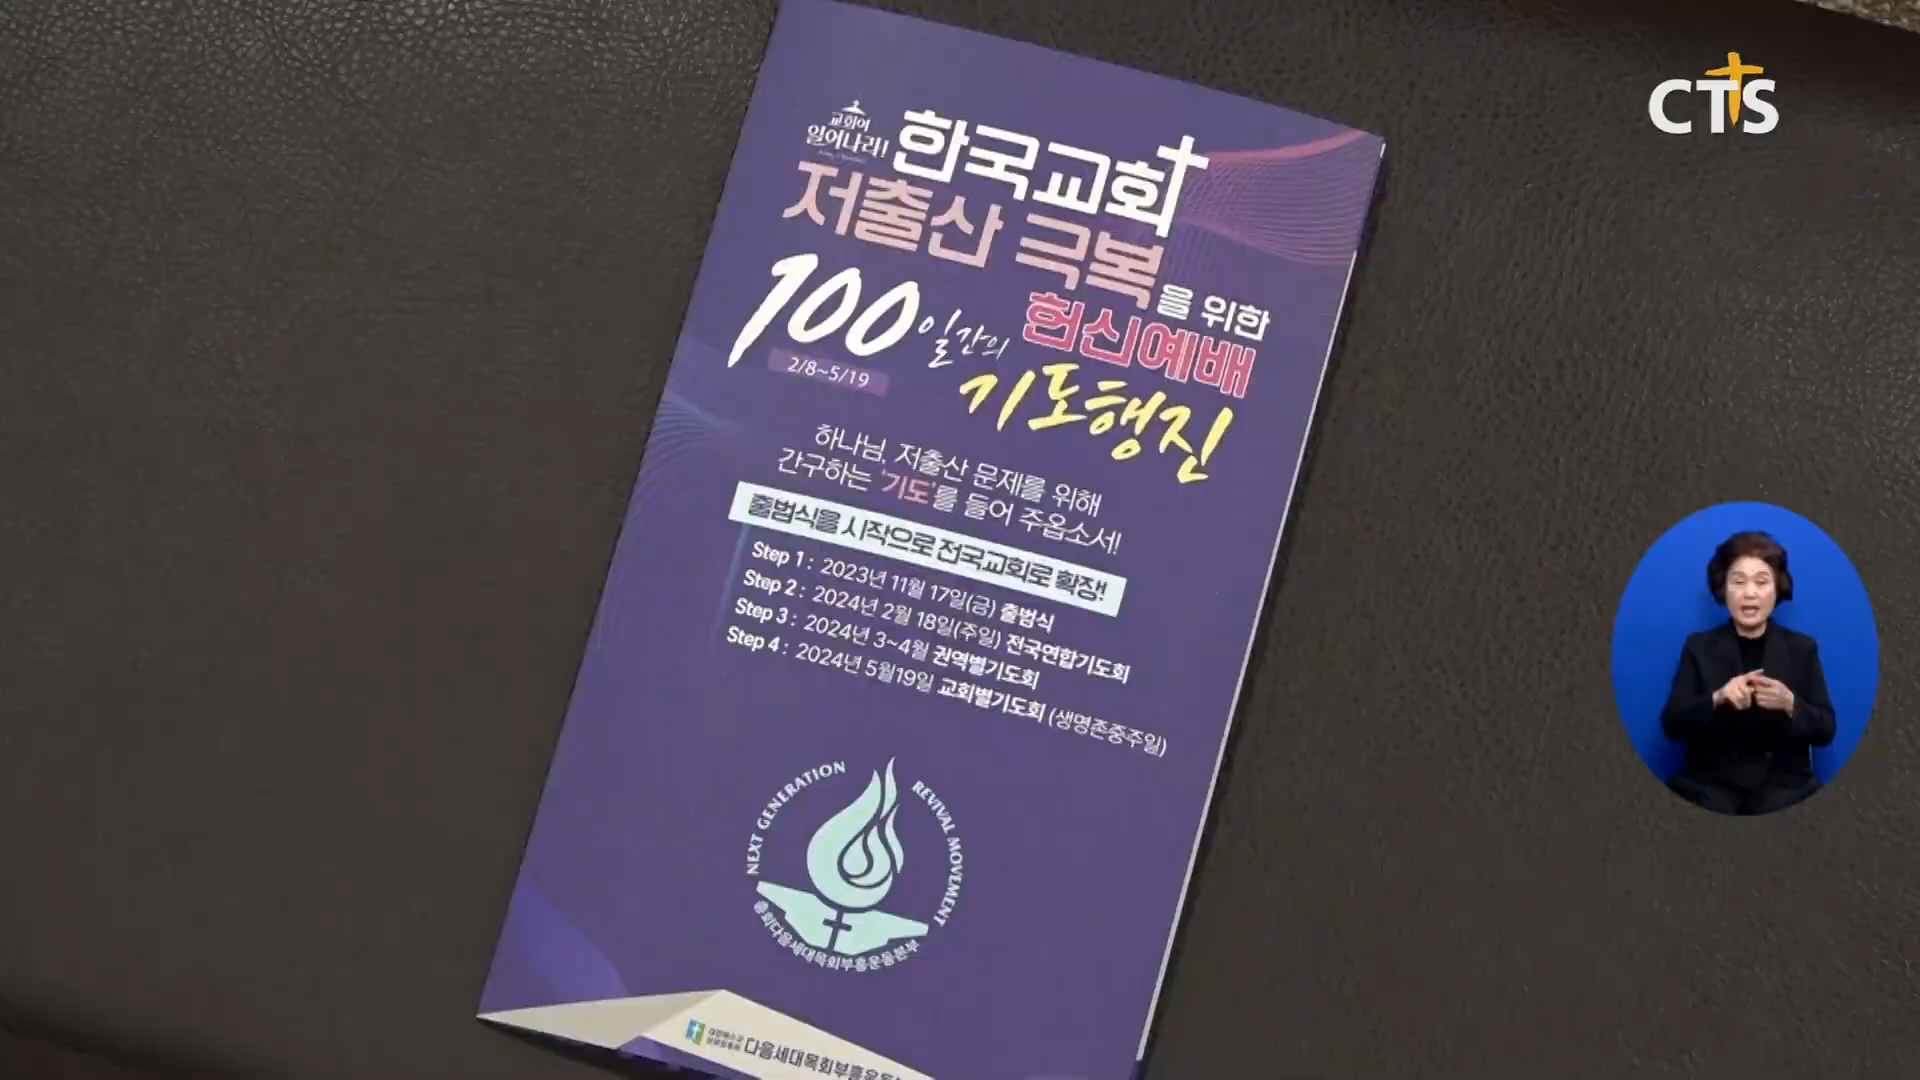 CTS
교회여
일어나라!
한국교회
저출산 극복을 위한
100일간의 헌신예배
기도행진
2/8~5/19
하나님, 저출산 문제를 위해
간구하는 '기도'를 들어 주옵소서!
출범식을 시작으로 전국교회로 확장!
Step 1 : 2023년 11월 17일(금) 출범식
Step 2 : 2024년 2월 18일(주일) 전국연합기도회
Step 3 : 2024년 3~4월 권역별기도회
Step 4 : 2024년 5월19일 교회별기도회 (생명존중주일)
NEXT GENERATION REVIVAL MOVEMENT
총회다음세대목회부흥운동본부
다음세대목회부흥운동